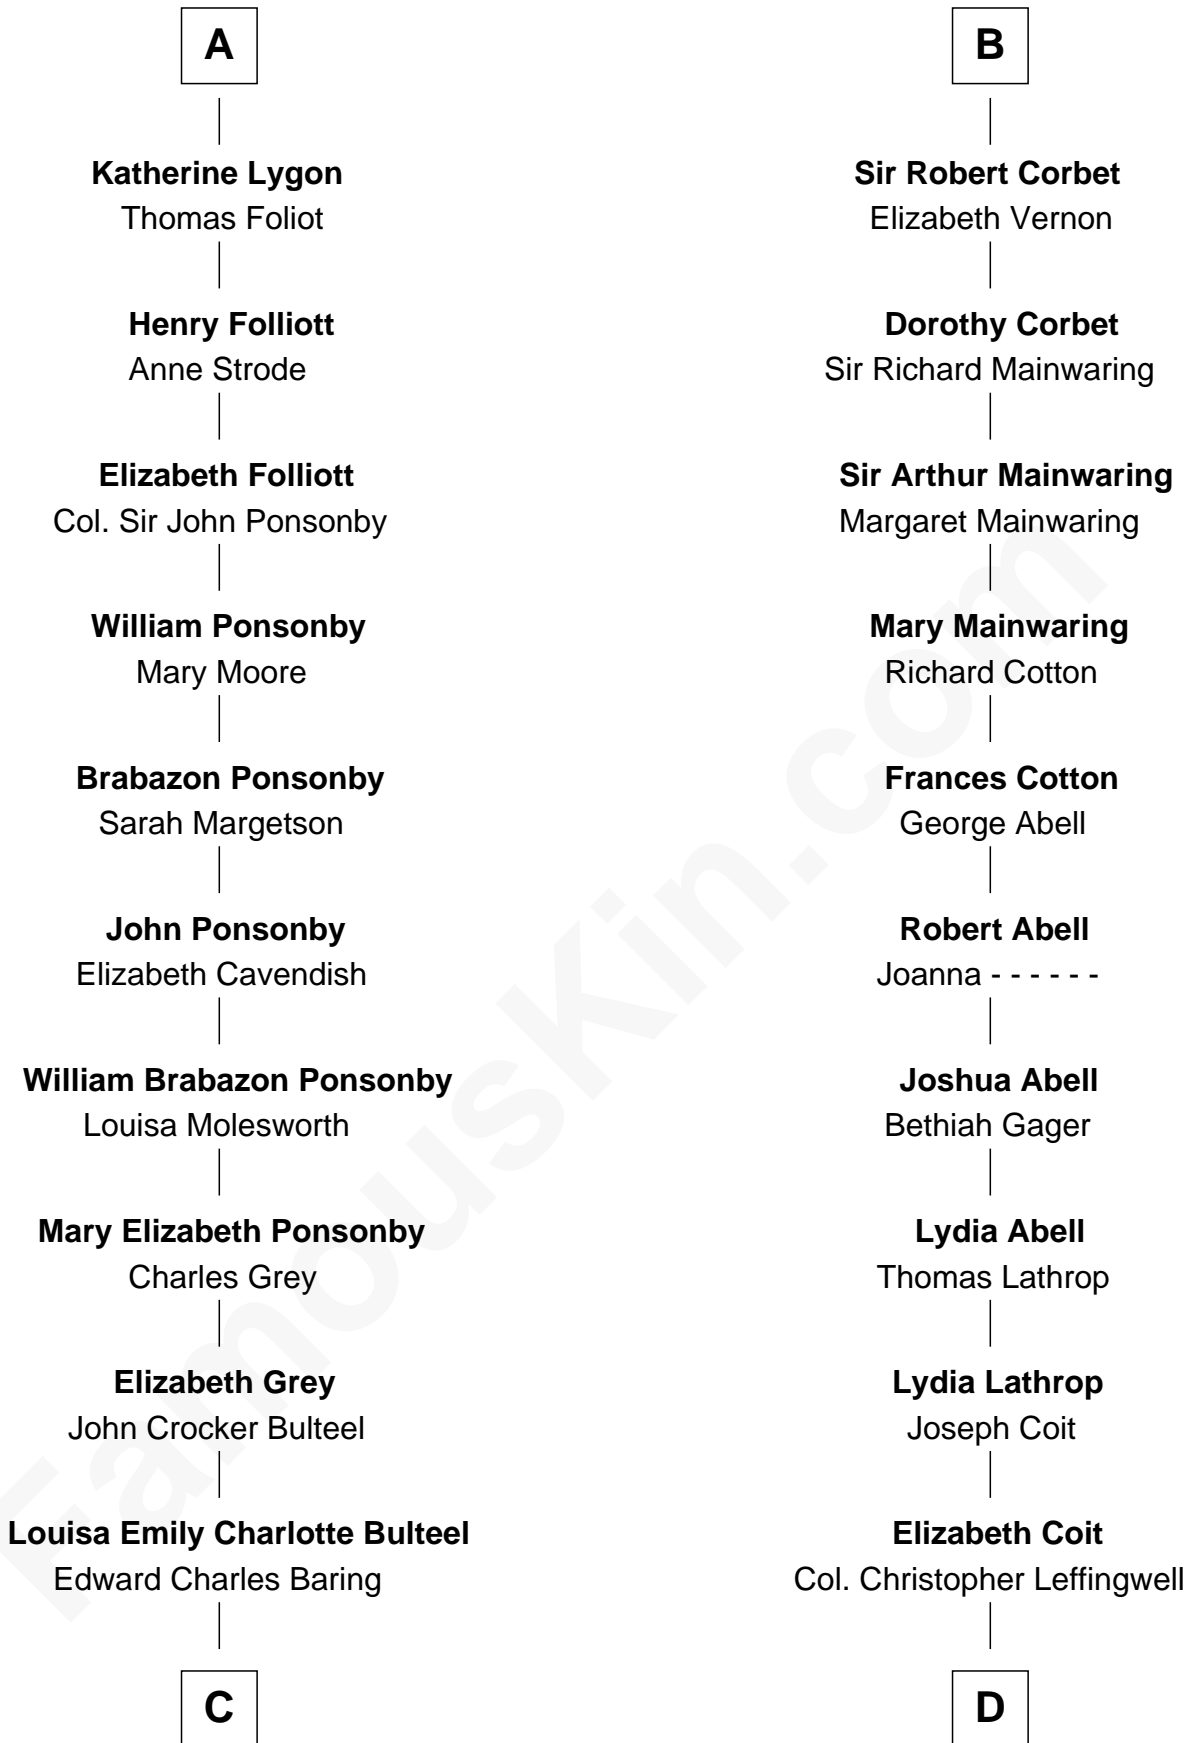 A
Katherine Lygon
Thomas Foliot
Henry Folliott
Anne Strode
Elizabeth Folliott
Col. Sir John Ponsonby
William Ponsonby
Mary Moore
Brabazon Ponsonby
Sarah Margetson
John Ponsonby
Elizabeth Cavendish
William Brabazon Ponsonby
Louisa Molesworth
Mary Elizabeth Ponsonby
Charles Grey
Elizabeth Grey
John Crocker Bulteel
Louisa Emily Charlotte Bulteel
Edward Charles Baring
C
B
Sir Robert Corbet
Elizabeth Vernon
Dorothy Corbet
Sir Richard Mainwaring
Sir Arthur Mainwaring
Margaret Mainwaring
Mary Mainwaring
Richard Cotton
Frances Cotton
George Abell
Robert Abell
Joanna - - - - - -
Joshua Abell
Bethiah Gager
Lydia Abell
Thomas Lathrop
Lydia Lathrop
Joseph Coit
Elizabeth Coit
Col. Christopher Leffingwell
D
FamousKin.com